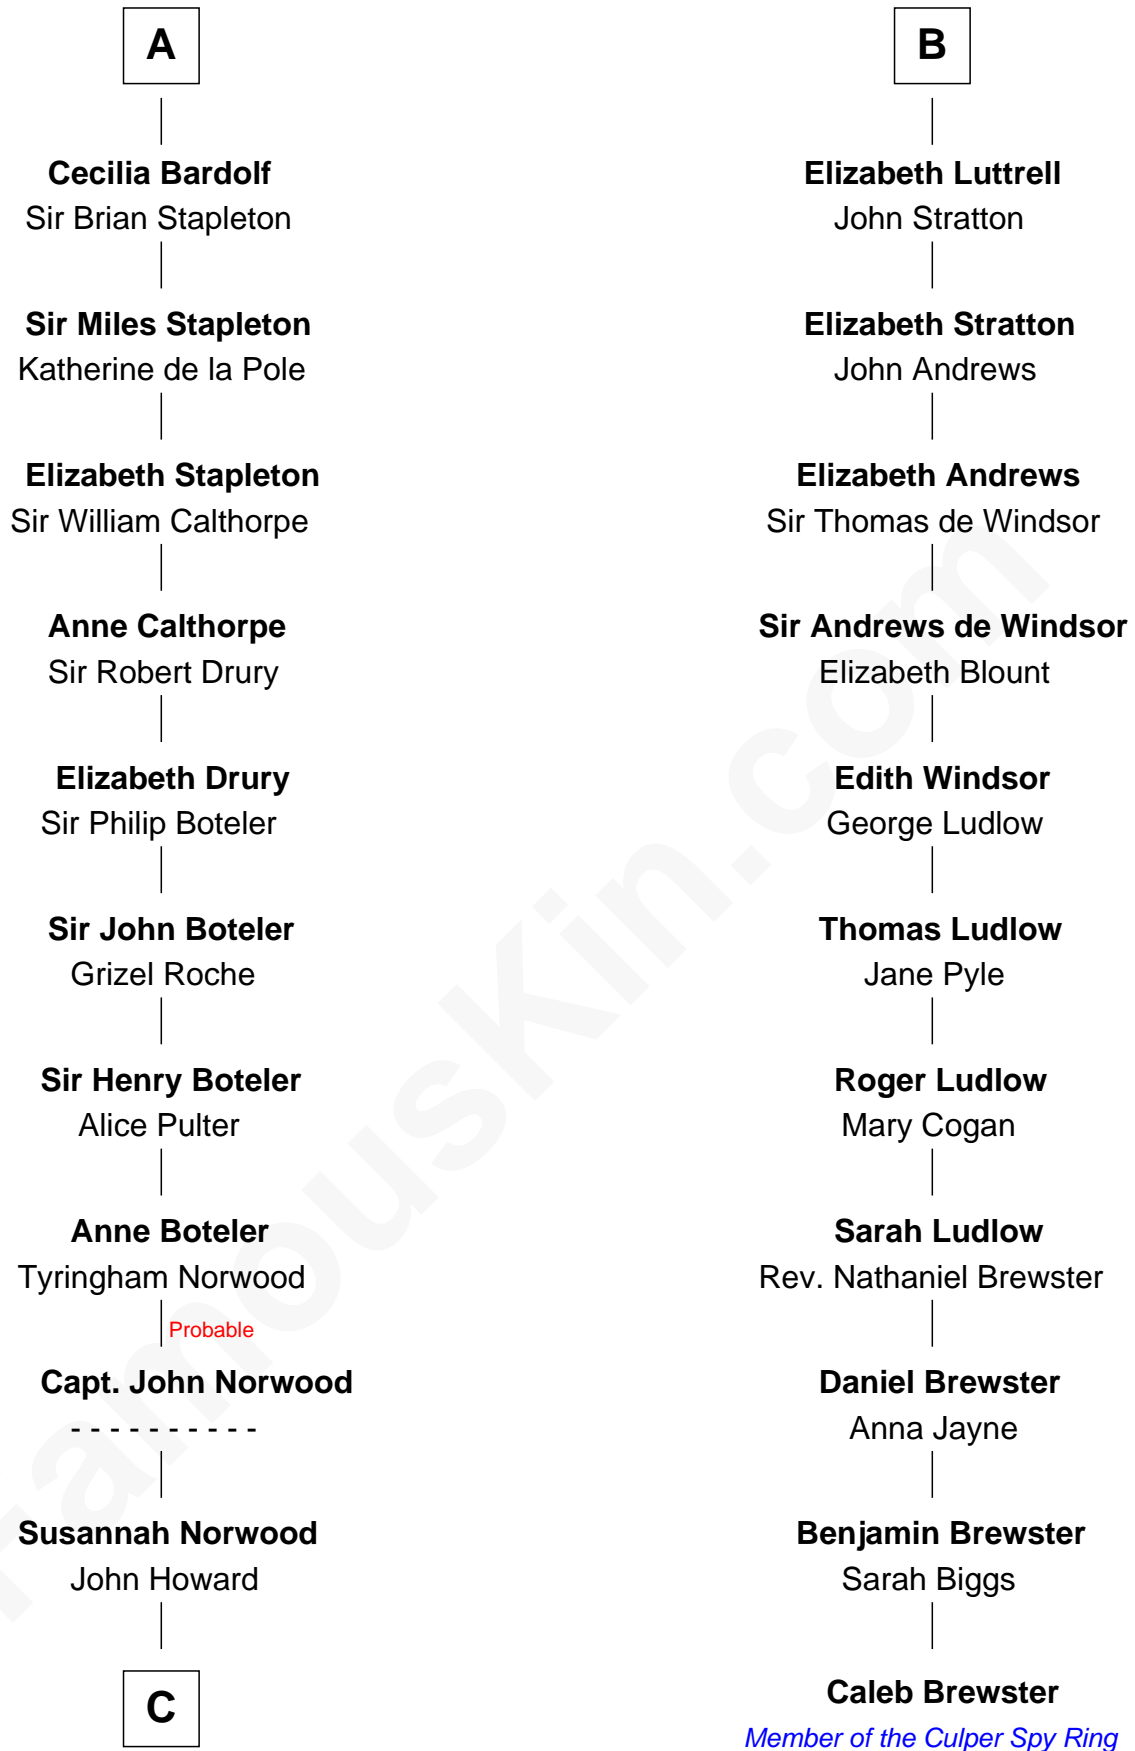 A
Cecilia Bardolf
Sir Brian Stapleton
Sir Miles Stapleton
Katherine de la Pole
Elizabeth Stapleton
Sir William Calthorpe
Anne Calthorpe
Sir Robert Drury
Elizabeth Drury
Sir Philip Boteler
Sir John Boteler
Grizel Roche
Sir Henry Boteler
Alice Pulter
Anne Boteler
Tyringham Norwood
Probable
Capt. John Norwood
- - - - - - - - - -
Susannah Norwood
John Howard
C
B
Elizabeth Luttrell
John Stratton
Elizabeth Stratton
John Andrews
Elizabeth Andrews
Sir Thomas de Windsor
Sir Andrews de Windsor
Elizabeth Blount
Edith Windsor
George Ludlow
Thomas Ludlow
Jane Pyle
Roger Ludlow
Mary Cogan
Sarah Ludlow
Rev. Nathaniel Brewster
Daniel Brewster
Anna Jayne
Benjamin Brewster
Sarah Biggs
Caleb Brewster
Member of the Culper Spy Ring
FamousKin.com